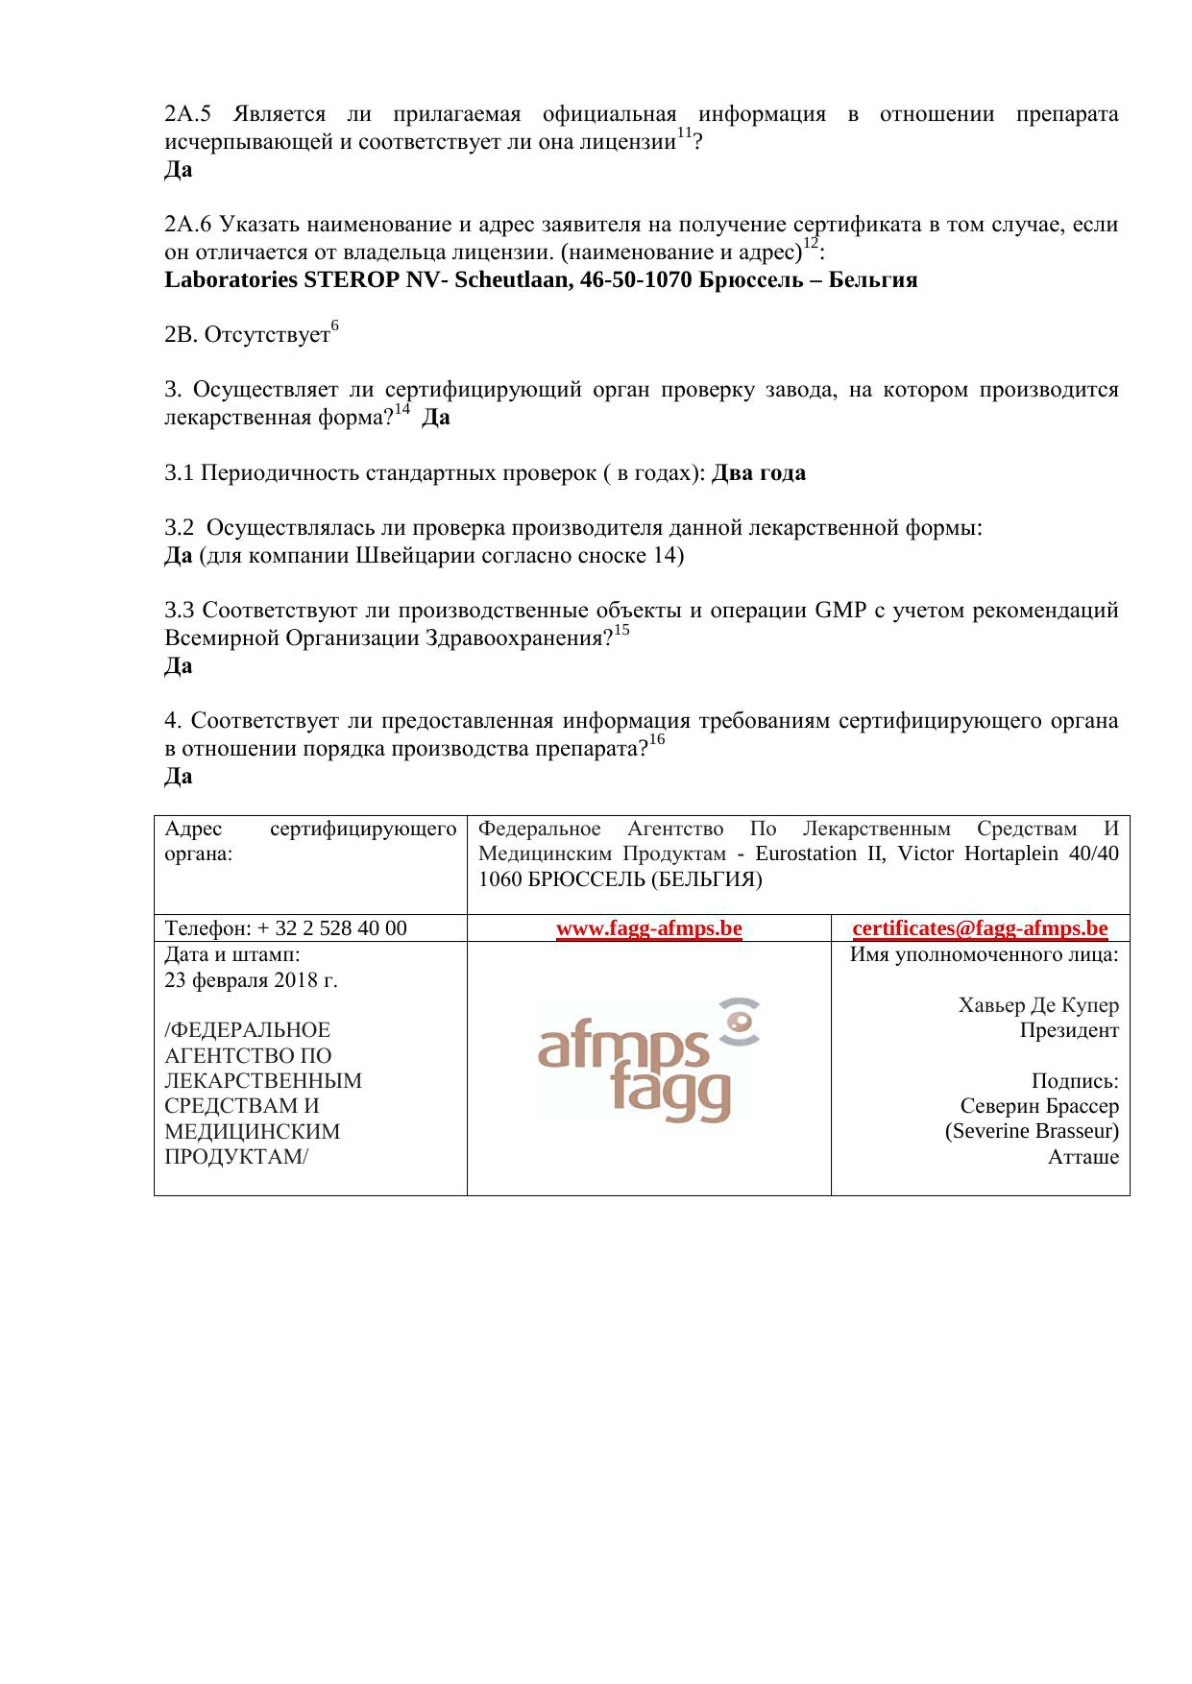 2А.5 Является ли прилагаемая официальная информация в отношении препарата
исчерпывающей и соответствует ли она лицензии11?
Да
2А.6 Указать наименование и адрес заявителя на получение сертификата в том случае, если
он отличается от владельца лицензии. (наименование и адрес)12:
Laboratories STEROP NV- Scheutlaan, 46-50-1070 Брюссель – Бельгия
2В. Отсутствует6
3. Осуществляет ли сертифицирующий орган проверку завода, на котором производится
лекарственная форма?14 Да
3.1 Периодичность стандартных проверок ( в годах): Два года
3.2 Осуществлялась ли проверка производителя данной лекарственной формы:
Да (для компании Швейцарии согласно сноске 14)
3.3 Соответствуют ли производственные объекты и операции GMP с учетом рекомендаций
Всемирной Организации Здравоохранения?15
Да
4. Соответствует ли предоставленная информация требованиям сертифицирующего органа
в отношении порядка производства препарата?16
Да
Адрес сертифицирующего
органа:
Федеральное Агентство По Лекарственным Средствам И
Медицинским Продуктам - Eurostation II, Victor Hortaplein 40/40
1060 БРЮССЕЛЬ (БЕЛЬГИЯ)
Телефон: + 32 2 528 40 00
www.fagg-afmps.be
certificates@fagg-afmps.be
Дата и штамп:
23 февраля 2018 г.
/ФЕДЕРАЛЬНОЕ
АГЕНТСТВО ПО
ЛЕКАРСТВЕННЫМ
СРЕДСТВАМ И
МЕДИЦИНСКИМ
ПРОДУКТАМ/
afmps
fagg
Имя уполномоченного лица:
Хавьер Де Купер
Президент
Подпись:
Северин Брассер
(Severine Brasseur)
Атташе